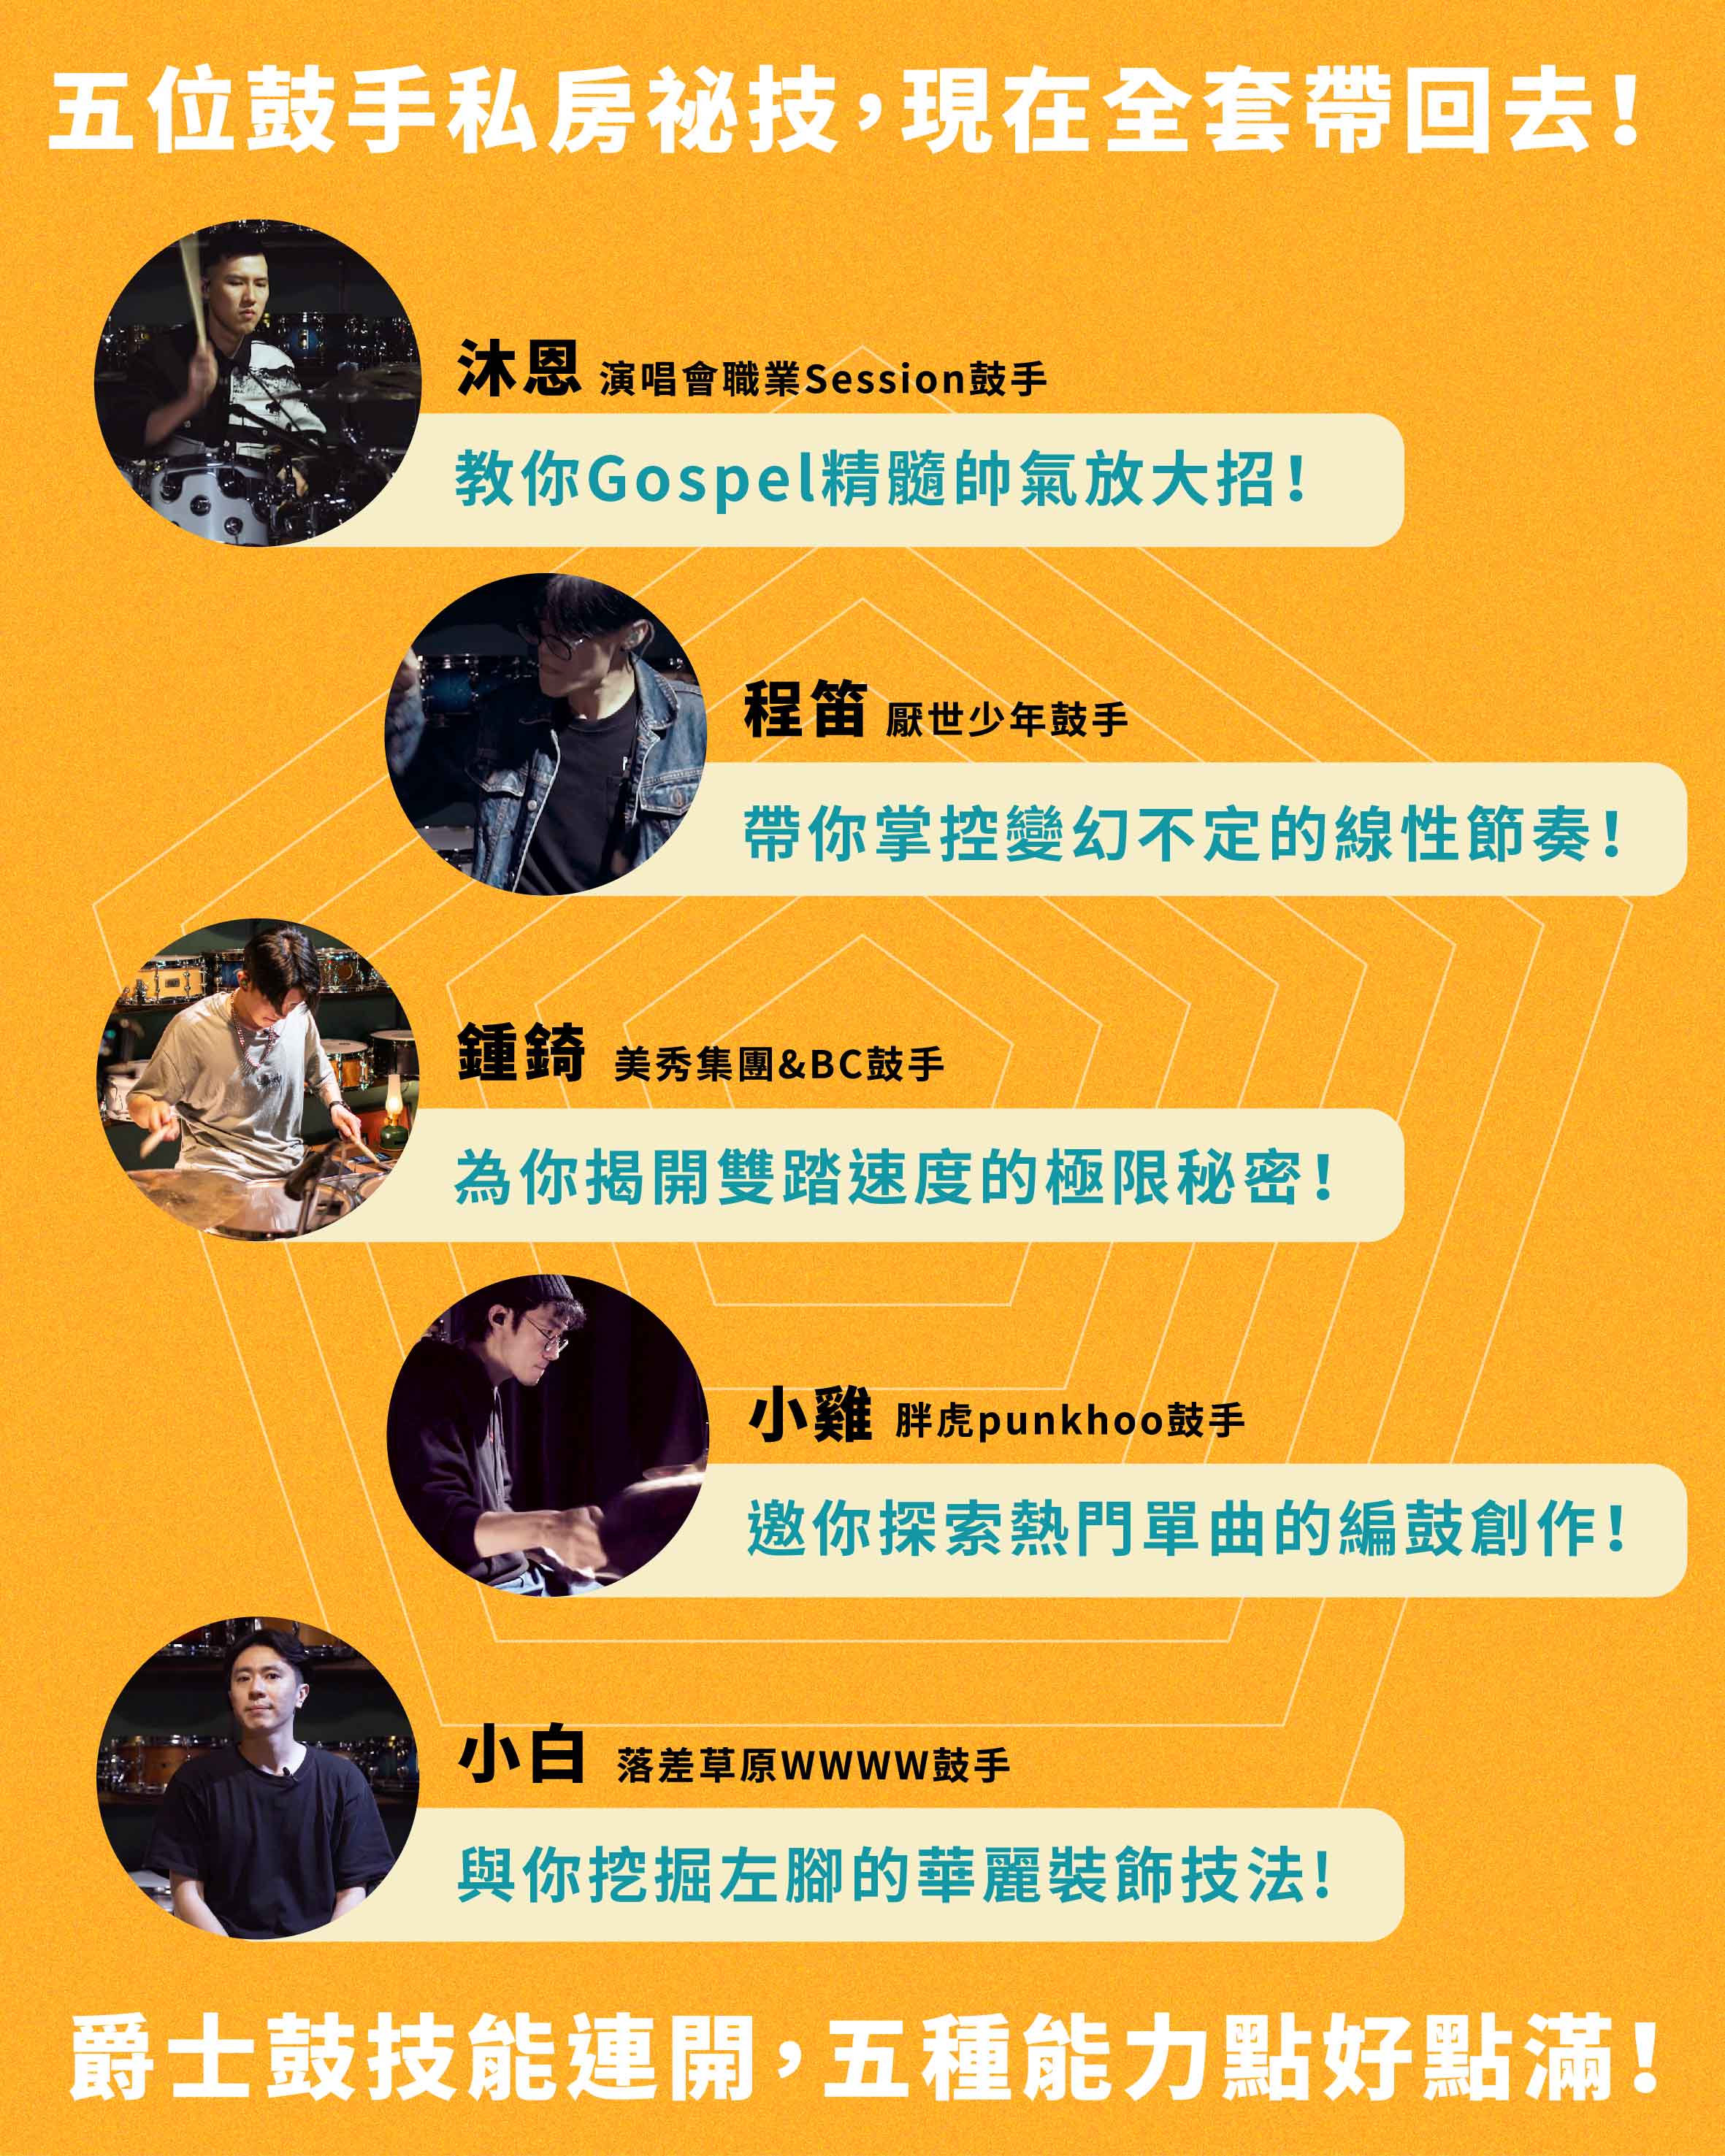 五位鼓手私房祕技，現在全套帶回去！
沐恩 演唱會職業Session鼓手
教你Gospel精髓帥氣放大招！
程笛 厭世少年鼓手
帶你掌控變幻不定的線性節奏！
鍾錡 美秀集團&BC鼓手
為你揭開雙踏速度的極限秘密！
小雞 胖虎punkhoo鼓手
邀你探索熱門單曲的編鼓創作！
小白 落差草原WWWW鼓手
與你挖掘左腳的華麗裝飾技法!
爵士鼓技能連開，五種能力點好點滿！